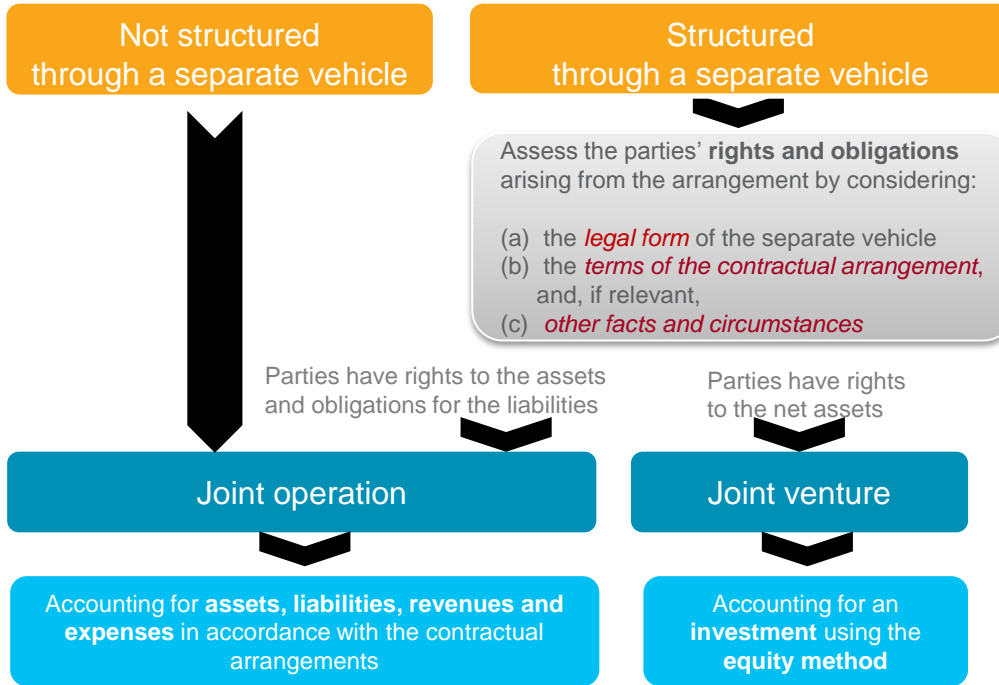 Not structured
through a separate vehicle
Structured
through a separate vehicle
Assess the parties’ rights and obligations
arising from the arrangement by considering:
(a) the legal form of the separate vehicle
(b) the terms of the contractual arrangement,
and, if relevant,
(c) other facts and circumstances
Parties have rights to the assets
and obligations for the liabilities
Parties have rights
to the net assets
Joint operation
Joint venture
Accounting for assets, liabilities, revenues and
expenses in accordance with the contractual
arrangements
Accounting for an
investment using the
equity method